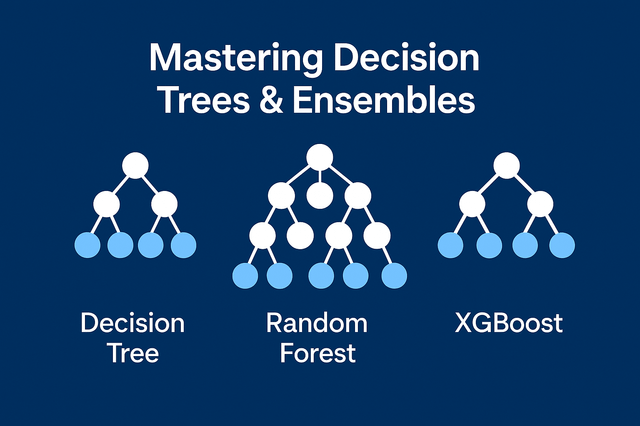 Mastering Decision
Trees & Ensembles
Decision
Tree
Random
Forest
XGBoost